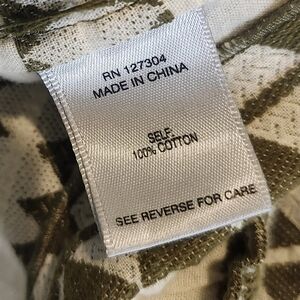 RN 127304
MADE IN CHINA
SELF:
100% COTTON
SEE REVERSE FOR CARE